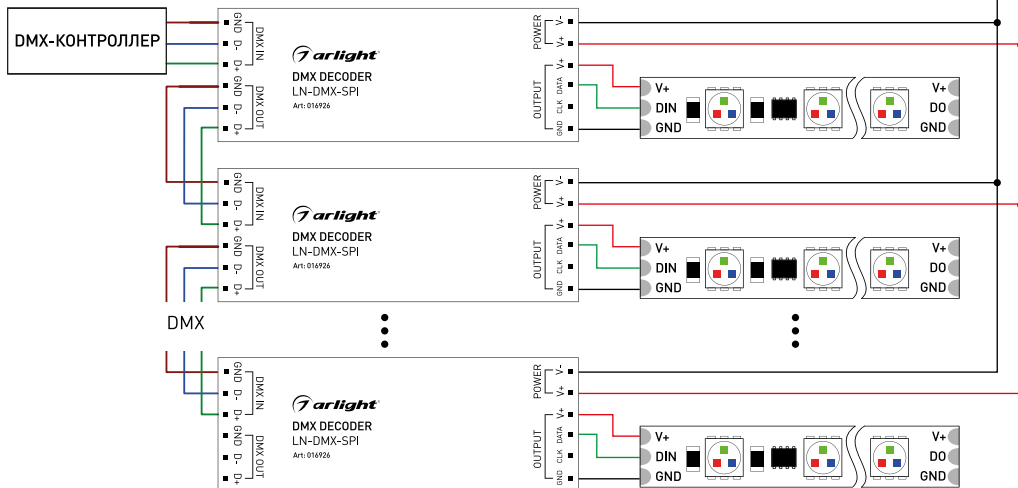 DMX-КОНТРОЛЛЕР
GND
D-
D+
DMX IN
GND
D-
D+
DMX OUT
arlight
DMX DECODER
LN-DMX-SPI
Art: 016926
POWER
V-
V+
OUTPUT
V+
DATA
CLK
GND
V+
DIN
GND
V+
DO
GND
GND
D-
D+
DMX IN
GND
D-
D+
DMX OUT
arlight
DMX DECODER
LN-DMX-SPI
Art: 016926
POWER
V-
V+
OUTPUT
V+
DATA
CLK
GND
V+
DIN
GND
V+
DO
GND
DMX
GND
D-
D+
DMX IN
GND
D-
D+
DMX OUT
arlight
DMX DECODER
LN-DMX-SPI
Art: 016926
POWER
V-
V+
OUTPUT
V+
DATA
CLK
GND
V+
DIN
GND
V+
DO
GND